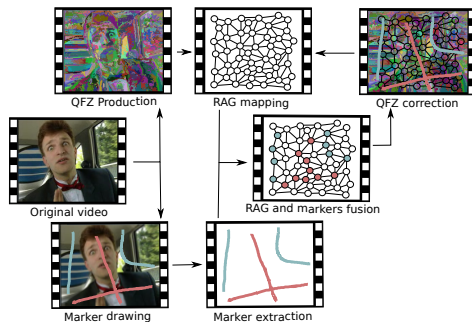 QFZ Production
RAG mapping
QFZ correction
Original video
RAG and markers fusion
Marker drawing
Marker extraction